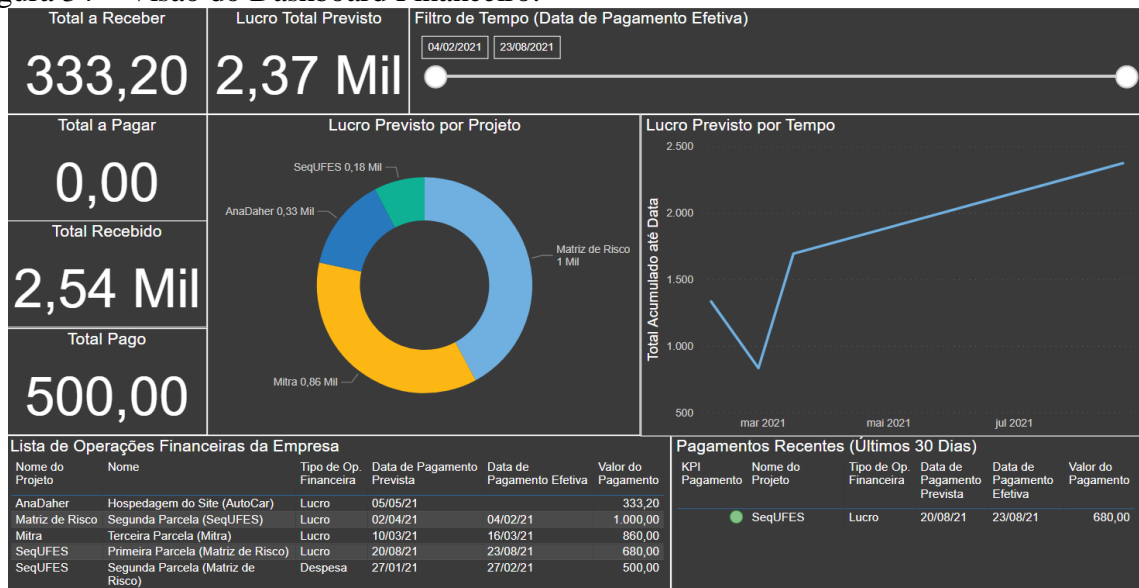 Total a Receber
333,20
Lucro Total Previsto
2,37 Mil
Filtro de Tempo (Data de Pagamento Efetiva)
04/02/2021 23/08/2021
Total a Pagar
0,00
Total Recebido
2,54 Mil
Total Pago
500,00
Lucro Previsto por Projeto
SeqUFES 0,18 Mil
AnaDaher 0,33 Mil
Matriz de Risco
1 Mil
Mitra 0,86 Mil
Lucro Previsto por Tempo
Total Acumulado até Data
2.500
2.000
1.500
1.000
500
mar 2021 mai 2021 jul 2021
Lista de Operações Financeiras da Empresa
Nome do Projeto Nome Tipo de Op. Financeira Data de Pagamento Prevista Data de Pagamento Efetiva Valor do Pagamento
AnaDaher Hospedagem do Site (AutoCar) Lucro 05/05/21 333,20
Matriz de Risco Segunda Parcela (SeqUFES) Lucro 02/04/21 04/02/21 1.000,00
Mitra Terceira Parcela (Mitra) Lucro 10/03/21 16/03/21 860,00
SeqUFES Primeira Parcela (Matriz de Risco) Lucro 20/08/21 23/08/21 680,00
SeqUFES Segunda Parcela (Matriz de Risco) Despesa 27/01/21 27/02/21 500,00
Pagamentos Recentes (Últimos 30 Dias)
KPI Pagamento Nome do Projeto Tipo de Op. Financeira Data de Pagamento Prevista Data de Pagamento Efetiva Valor do Pagamento
SeqUFES Lucro 20/08/21 23/08/21 680,00